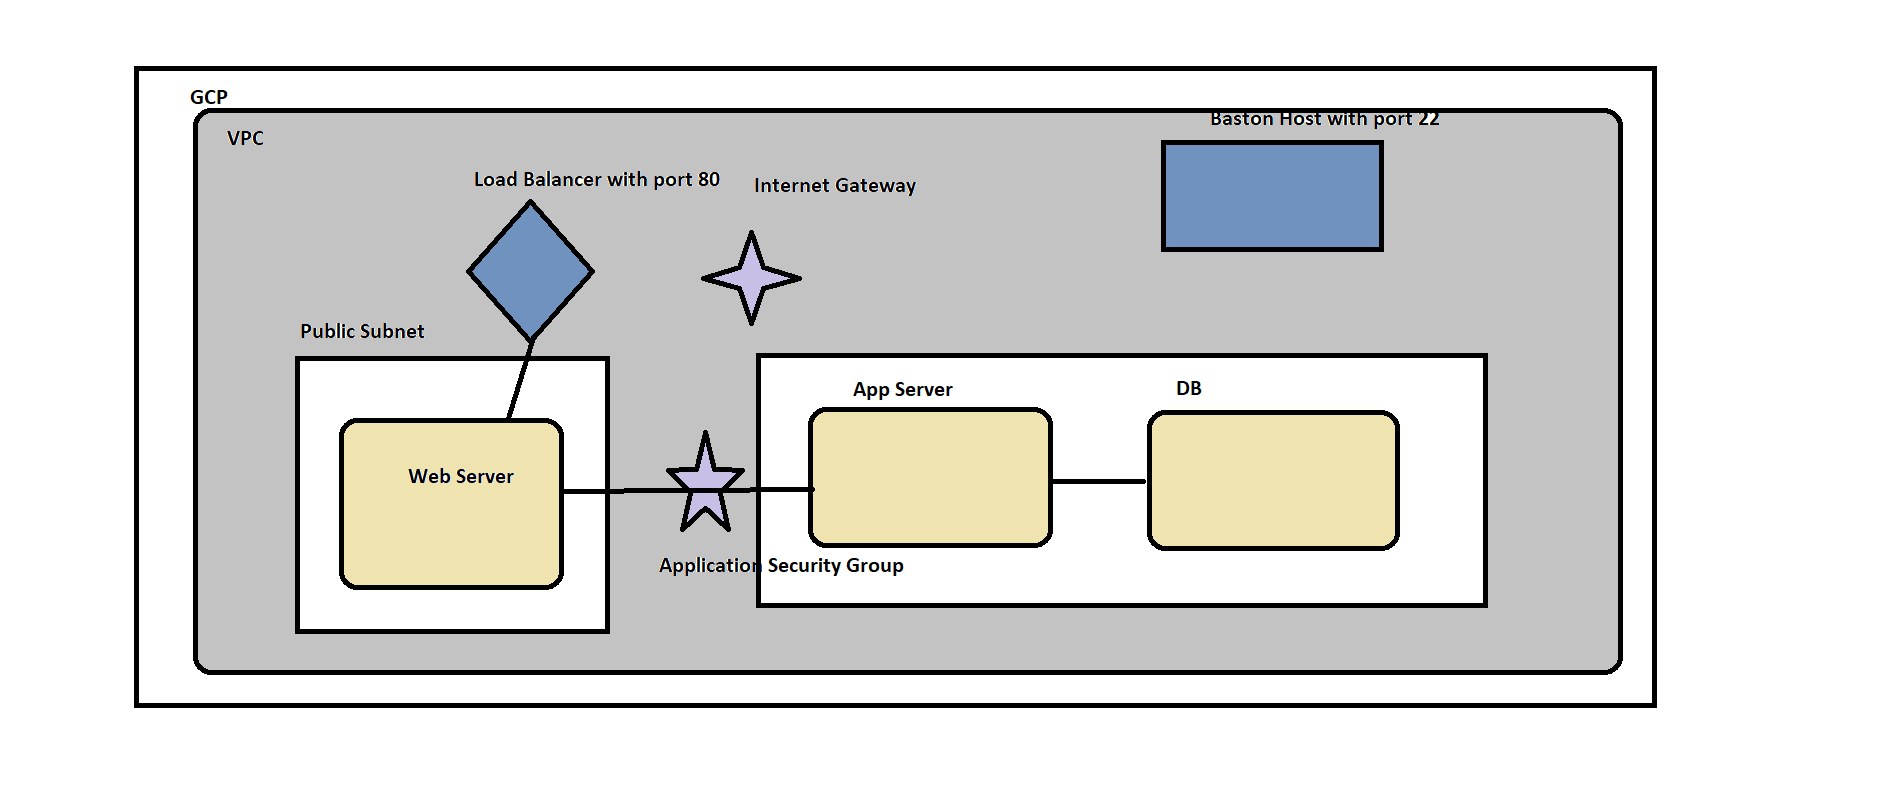 GCP
Baston Host with port 22
VPC
Load Balancer with port 80
Internet Gateway
Public Subnet
App Server
DB
Web Server
Application Security Group